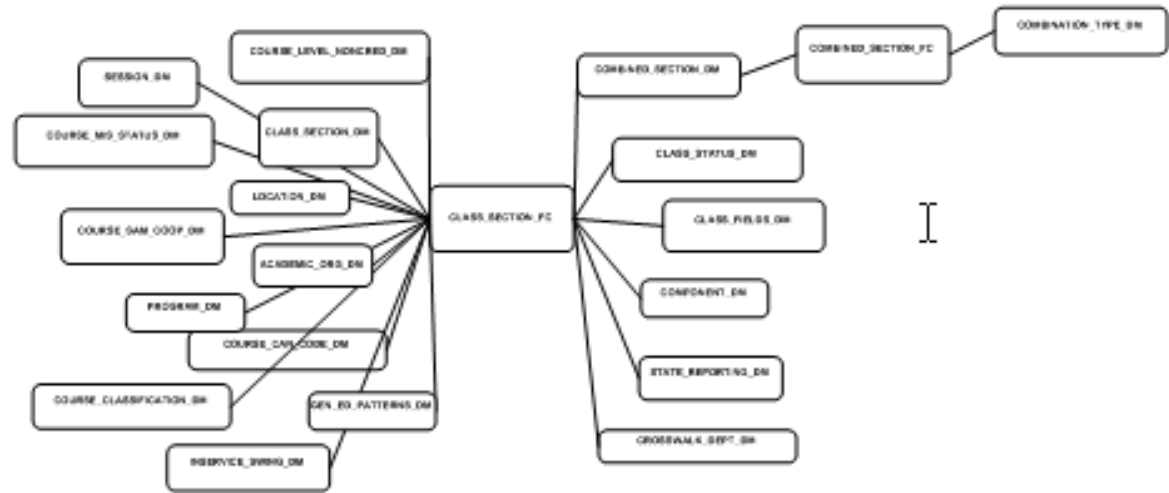 COMBINATION_TYPE_DM
COURSE_LEVEL_NONCRED_DM
COMBINED_SECTION_FC
COMBINED_SECTION_DM
SESSION_DM
COURSE_MIS_STATUS_DM
CLASS_SECTION_DM
CLASS_STATUS_DM
LOCATION_DM
CLASS_SECTION_FC
CLASS_FIELDS_DM
COURSE_SAM_COOP_DM
ACADEMIC_ORG_DM
COMPONENT_DM
PROGRAM_DM
COURSE_CAN_CODE_DM
STATE_REPORTING_DM
COURSE_CLASSIFICATION_DM
GEN_ED_PATTERNS_DM
CROSSWALK_DEPT_DM
INSERVICE_SWING_DM